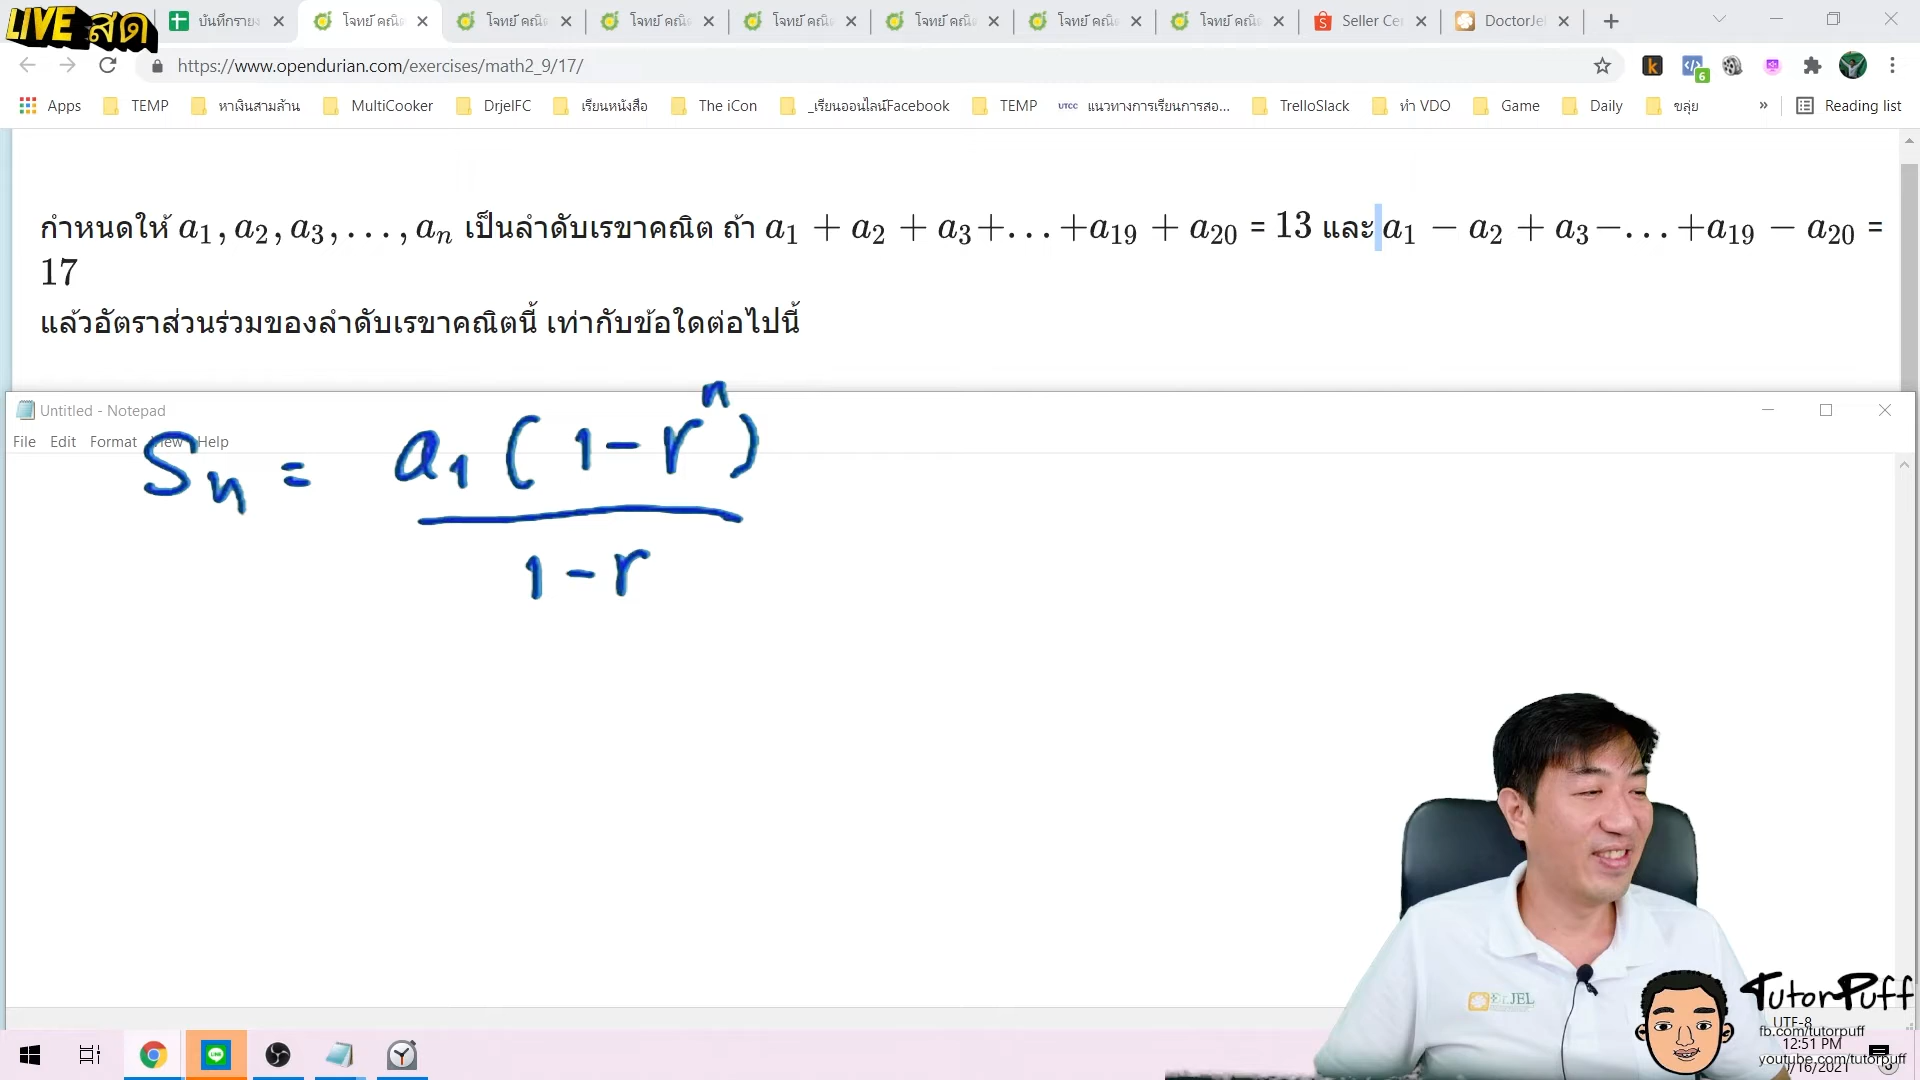 LIVE สด
บันทึกราย
โจทย์ คณิต
โจทย์ คณิ
โจทย์ คณิ
โจทย์ คณิ
โจทย์ คณิ
โจทย์ คณิ
โจทย์ คณิ
Seller Ce
DoctorJe
https://www.opendurian.com/exercises/math2_9/17/
6
Apps TEMP หาเงินสามล้าน MultiCooker DrjelFC เรียนหนังสือ The iCon _เรียนออนไลน์Facebook TEMP UTCC แนวทางการเรียนการสอ... TrelloSlack ทำ VDO Game Daily ขลุ่ย » Reading list
กำหนดให้ a1, a2, a3, ..., an เป็นลำดับเรขาคณิต ถ้า a1 + a2 + a3+...+a19 + a20 = 13 และ a1 − a2 + a3−...+a19 − a20 =
17
แล้วอัตราส่วนร่วมของลำดับเรขาคณิตนี้ เท่ากับข้อใดต่อไปนี้
Untitled - Notepad
File Edit Format View Help
Sn = a1 ( 1 - r^n )
1 - r
DrJEL
TutorPuff
UTF-8
fb.com/tutorpuff
12:51 PM
youtube.com/tutorpuff
/16/2021